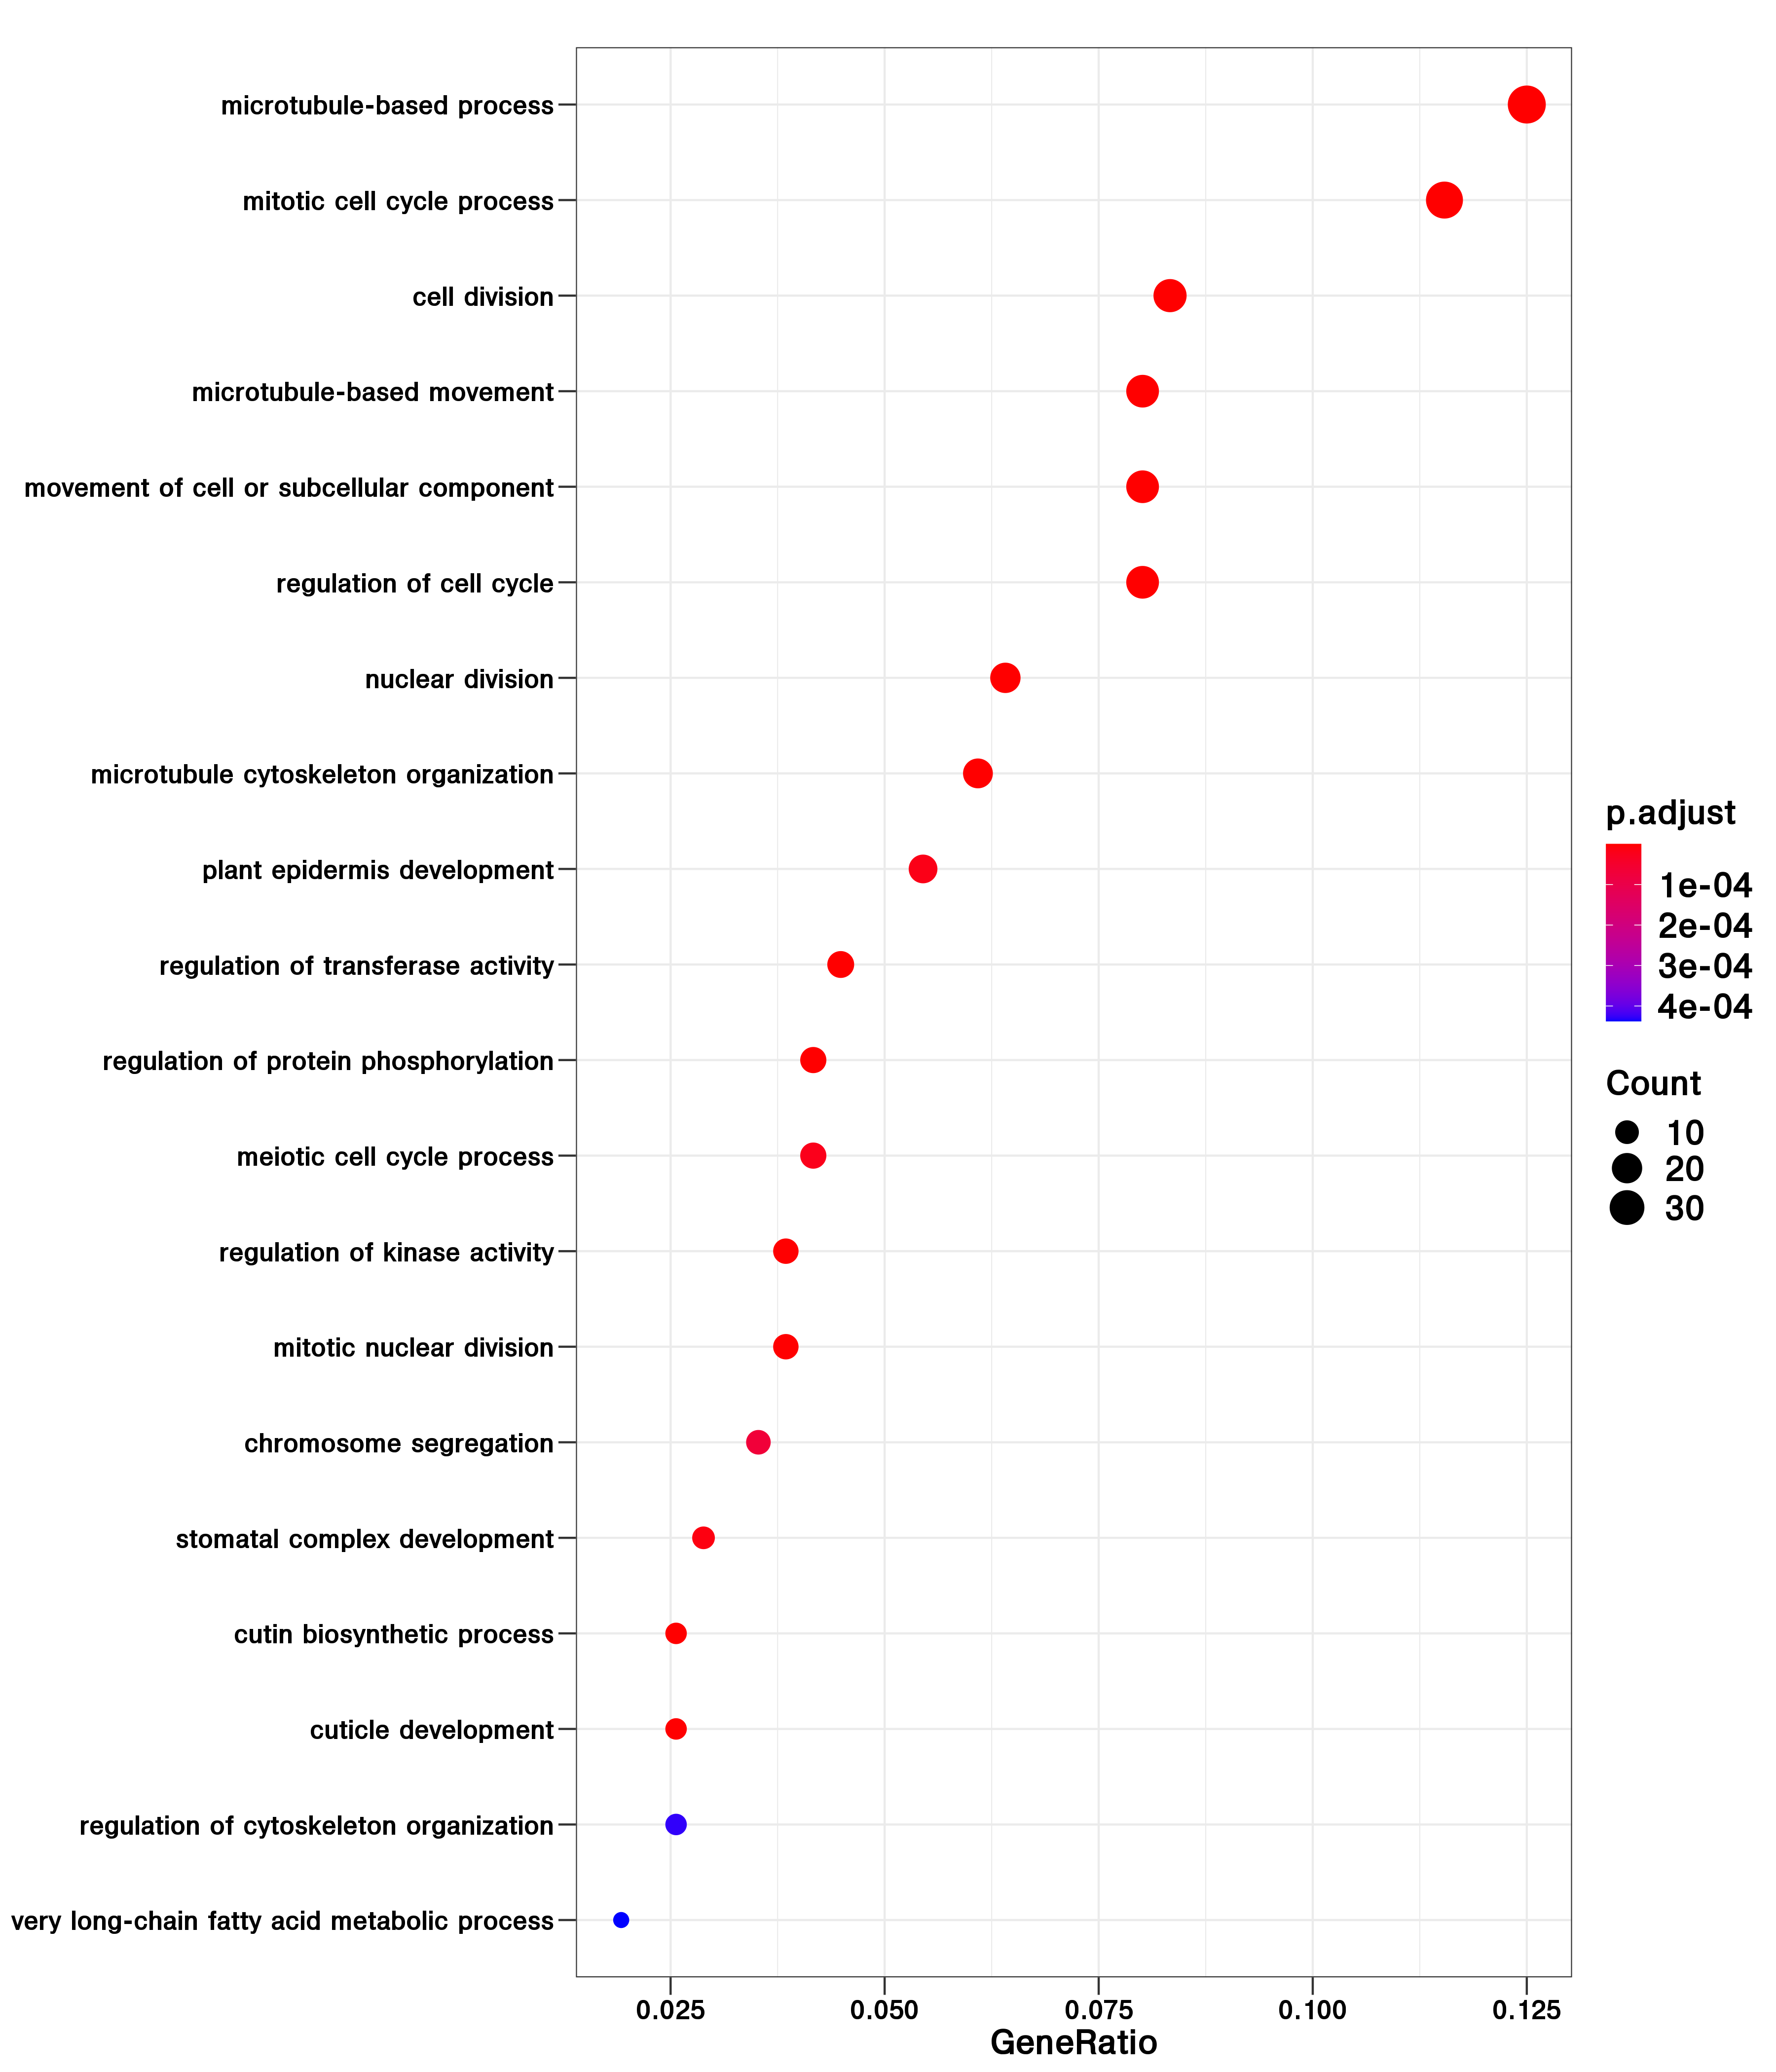 microtubule-based process
mitotic cell cycle process
cell division
microtubule-based movement
movement of cell or subcellular component
regulation of cell cycle
nuclear division
microtubule cytoskeleton organization
plant epidermis development
regulation of transferase activity
regulation of protein phosphorylation
meiotic cell cycle process
regulation of kinase activity
mitotic nuclear division
chromosome segregation
stomatal complex development
cutin biosynthetic process
cuticle development
regulation of cytoskeleton organization
very long-chain fatty acid metabolic process
0.025 0.050 0.075 0.100 0.125
GeneRatio
p.adjust
1e-04
2e-04
3e-04
4e-04
Count
10
20
30